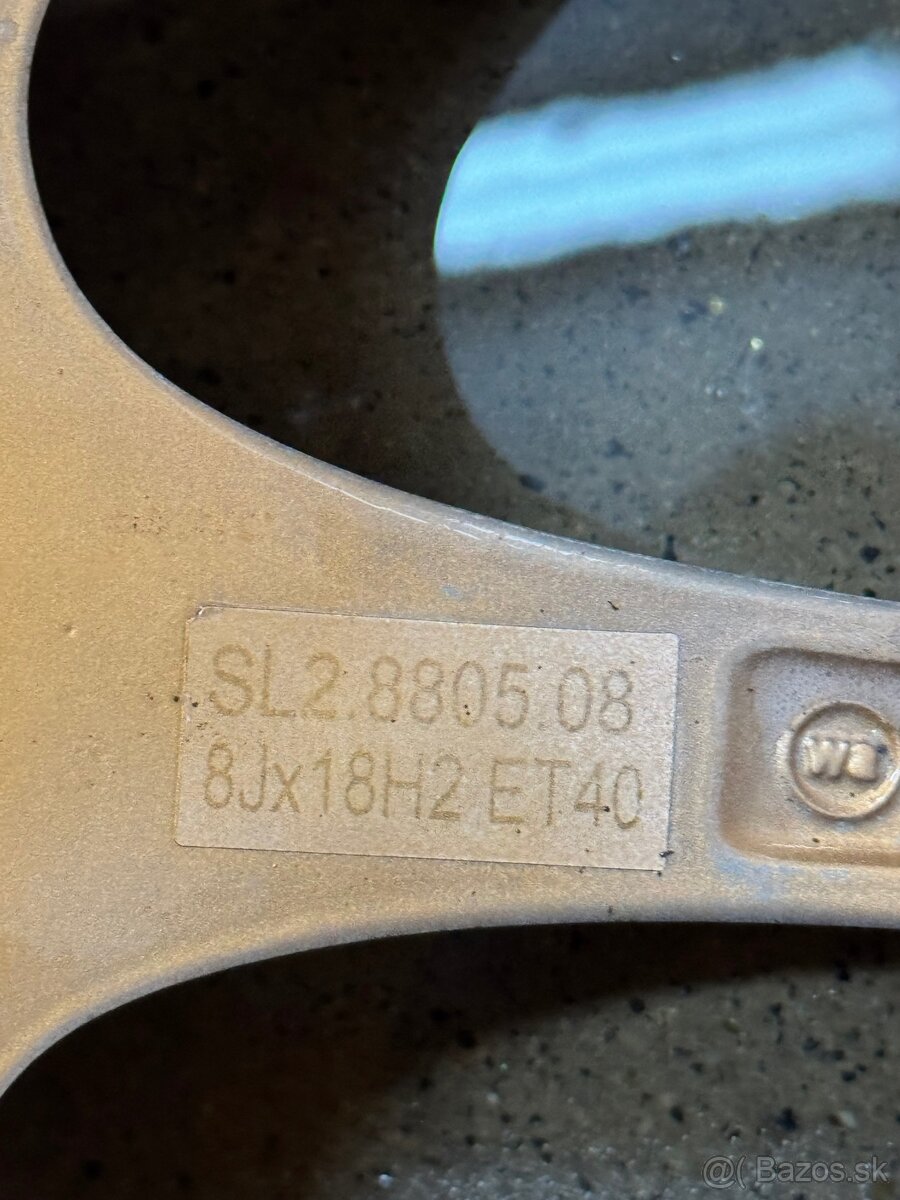 SL2.8805.08
8Jx18H2 ET40
@( Bazos.sk